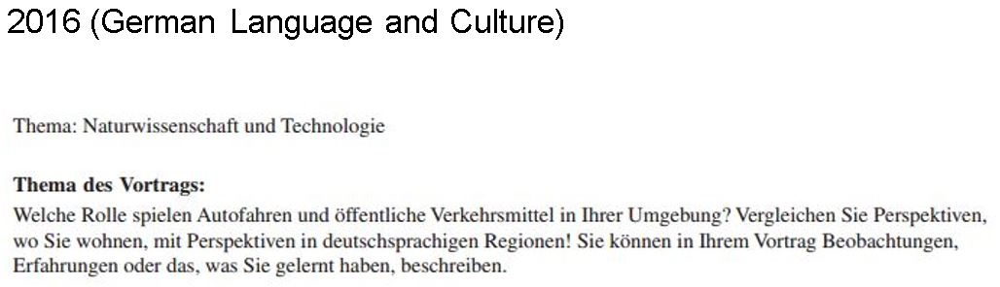 2016 (German Language and Culture)
Thema: Naturwissenschaft und Technologie
Thema des Vortrags:
Welche Rolle spielen Autofahren und öffentliche Verkehrsmittel in Ihrer Umgebung? Vergleichen Sie Perspektiven,
wo Sie wohnen, mit Perspektiven in deutschsprachigen Regionen! Sie können in Ihrem Vortrag Beobachtungen,
Erfahrungen oder das, was Sie gelernt haben, beschreiben.